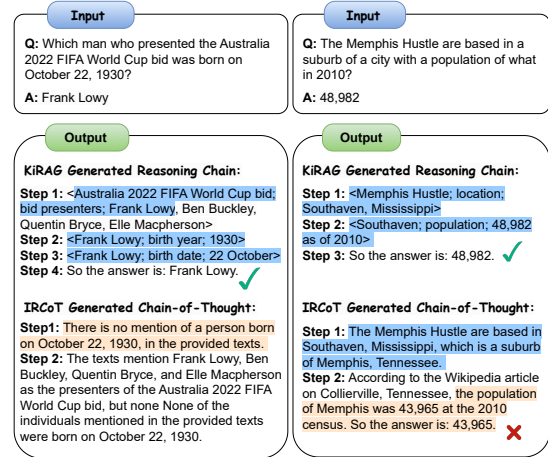 Input
Q: Which man who presented the Australia
2022 FIFA World Cup bid was born on
October 22, 1930?
A: Frank Lowy
Output
KiRAG Generated Reasoning Chain:
Step 1: <Australia 2022 FIFA World Cup bid;
bid presenters; Frank Lowy, Ben Buckley,
Quentin Bryce, Elle Macpherson>
Step 2: <Frank Lowy; birth year; 1930>
Step 3: <Frank Lowy; birth date; 22 October>
Step 4: So the answer is: Frank Lowy.
IRCoT Generated Chain-of-Thought:
Step1: There is no mention of a person born
on October 22, 1930, in the provided texts.
Step 2: The texts mention Frank Lowy, Ben
Buckley, Quentin Bryce, and Elle Macpherson
as the presenters of the Australia 2022 FIFA
World Cup bid, but none None of the
individuals mentioned in the provided texts
were born on October 22, 1930.
Input
Q: The Memphis Hustle are based in a
suburb of a city with a population of what
in 2010?
A: 48,982
Output
KiRAG Generated Reasoning Chain:
Step 1: <Memphis Hustle; location;
Southaven, Mississippi>
Step 2: <Southaven; population; 48,982
as of 2010>
Step 3: So the answer is: 48,982.
IRCoT Generated Chain-of-Thought:
Step 1: The Memphis Hustle are based in
Southaven, Mississippi, which is a suburb
of Memphis, Tennessee.
Step 2: According to the Wikipedia article
on Collierville, Tennessee, the population
of Memphis was 43,965 at the 2010
census. So the answer is: 43,965.